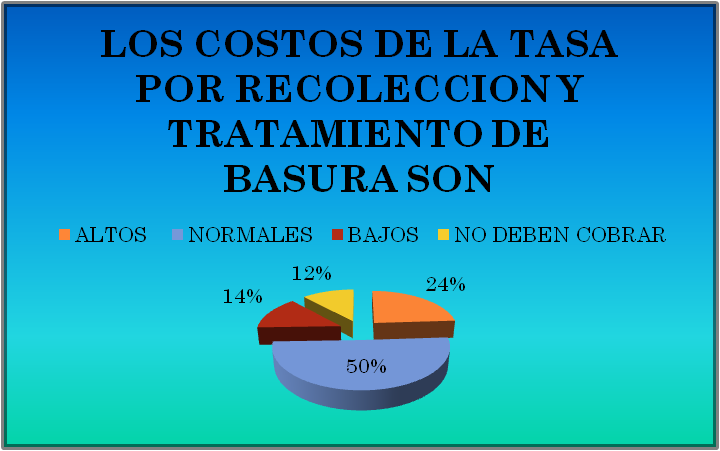 LOS COSTOS DE LA TASA
POR RECOLECCION Y
TRATAMIENTO DE
BASURA SON
ALTOS NORMALES BAJOS NO DEBEN COBRAR
12% 24%
14%
50%